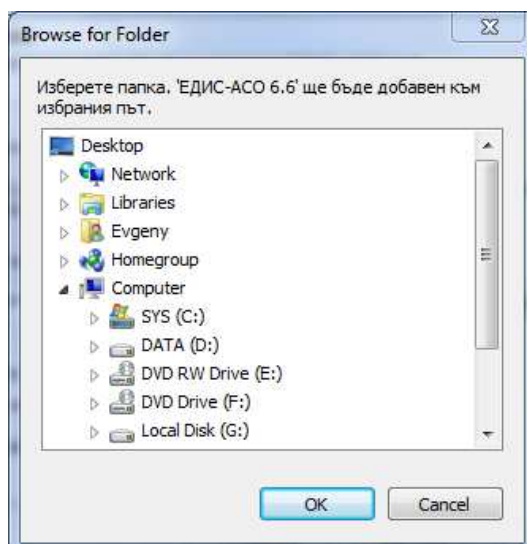 Browse for Folder
Изберете папка, 'ЕДИС-АСО 6.6' ще бъде добавен към
избрания път.
Desktop
Network
Libraries
Evgeny
Homegroup
Computer
SYS (C:)
DATA (D:)
DVD RW Drive (E:)
DVD Drive (F:)
Local Disk (G:)
OK Cancel